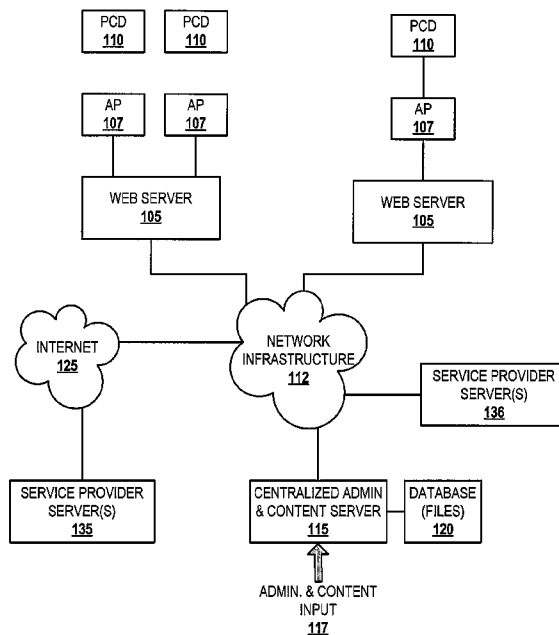 PCD
110
PCD
110
PCD
110
AP
107
AP
107
AP
107
WEB SERVER
105
WEB SERVER
105
INTERNET
125
NETWORK
INFRASTRUCTURE
112
SERVICE PROVIDER
SERVER(S)
136
SERVICE PROVIDER
SERVER(S)
135
CENTRALIZED ADMIN
& CONTENT SERVER
115
DATABASE
(FILES)
120
ADMIN. & CONTENT
INPUT
117